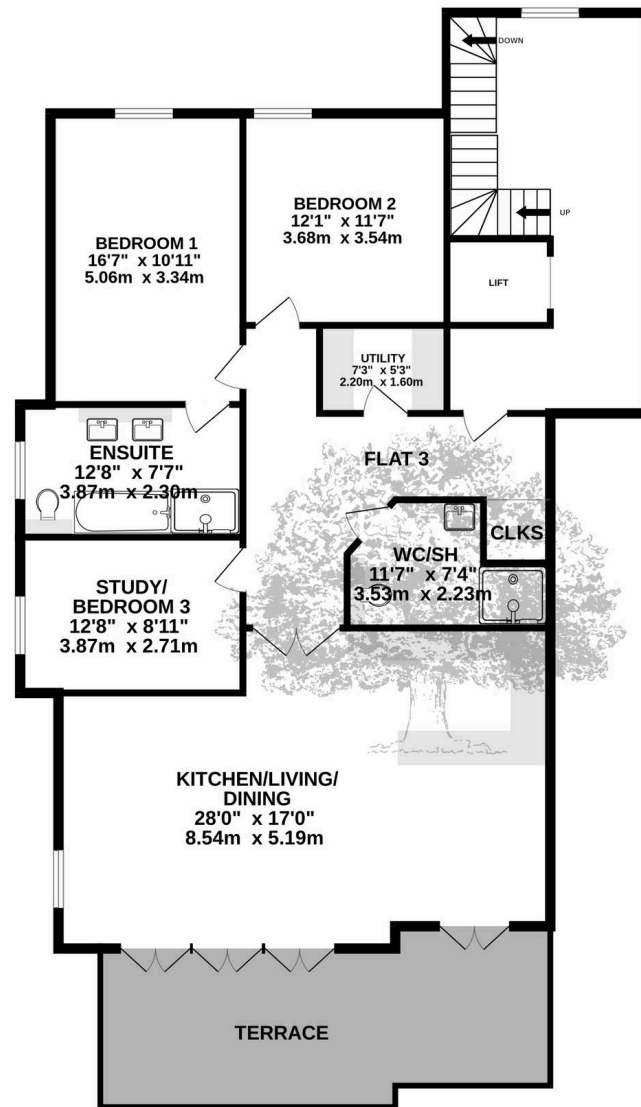 DOWN
UP
LIFT
BEDROOM 1
16'7" x 10'11"
5.06m x 3.34m
BEDROOM 2
12'1" x 11'7"
3.68m x 3.54m
UTILITY
7'3" x 5'3"
2.20m x 1.60m
ENSUITE
12'8" x 7'7"
3.87m x 2.30m
FLAT 3
CLKS
WC/SH
11'7" x 7'4"
3.53m x 2.23m
STUDY/
BEDROOM 3
12'8" x 8'11"
3.87m x 2.71m
KITCHEN/LIVING/
DINING
28'0" x 17'0"
8.54m x 5.19m
TERRACE